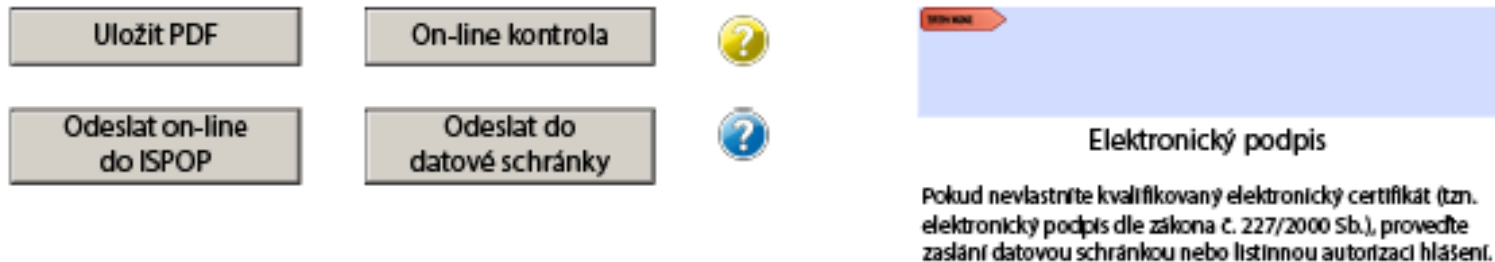 Uložit PDF
On-line kontrola
Odeslat on-line
do ISPOP
Odeslat do
datové schránky
Elektronický podpis
Pokud nevlastníte kvalifikovaný elektronický certifikát (tzn.
elektronický podpis dle zákona č. 227/2000 Sb.), proveďte
zaslání datovou schránkou nebo listinnou autorizaci hlášení.